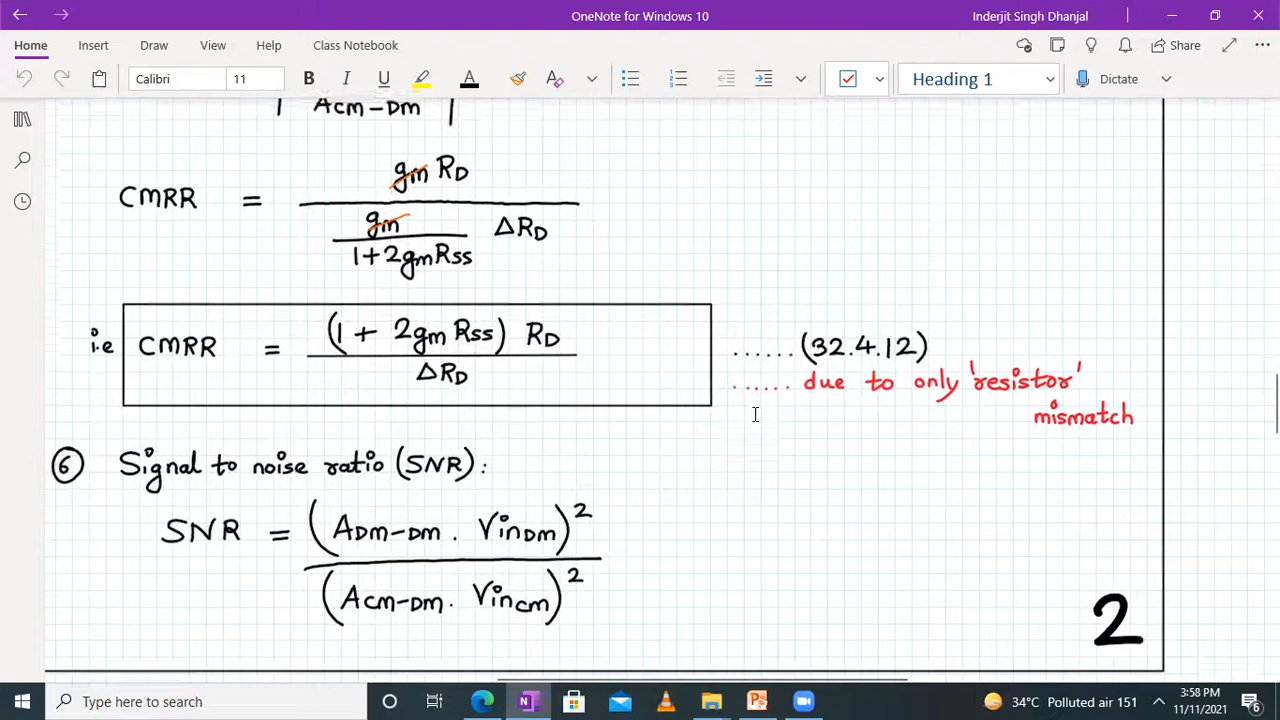 OneNote for Windows 10
Inderjit Singh Dhanjal
Home Insert Draw View Help Class Notebook Share
Calibri 11 B I U A Heading 1 Dictate
| Acm-Dm |
CMRR = gm RD / (gm / (1+2gmRss)) ΔRD
i.e CMRR = (1 + 2gm Rss) RD / ΔRD ...... (32.4.12)
...... due to only 'resistor'
mismatch
⑥ Signal to noise ratio (SNR):
SNR = (ADm-Dm . VinDm)² / (Acm-Dm . Vincm)²
2
Type here to search
34°C Polluted air 151
3:58 PM
11/11/2021
6